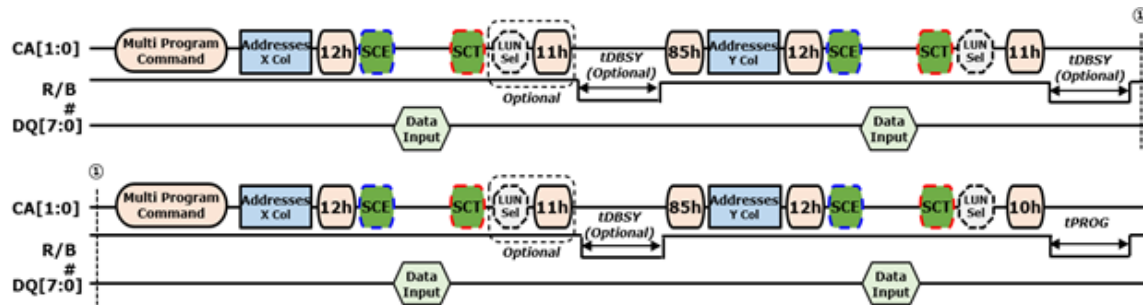 ①
①
CA[1:0]
Multi Program
Command
Addresses
X Col
12h
SCE
SCT
LUN
Sel
11h
tDBSY
(Optional)
85h
Addresses
Y Col
12h
SCE
SCT
LUN
Sel
11h
tDBSY
(Optional)
R/B
#
Optional
DQ[7:0]
Data
Input
Data
Input
①
CA[1:0]
Multi Program
Command
Addresses
X Col
12h
SCE
SCT
LUN
Sel
11h
tDBSY
(Optional)
85h
Addresses
Y Col
12h
SCE
SCT
LUN
Sel
10h
tPROG
R/B
#
Optional
DQ[7:0]
Data
Input
Data
Input